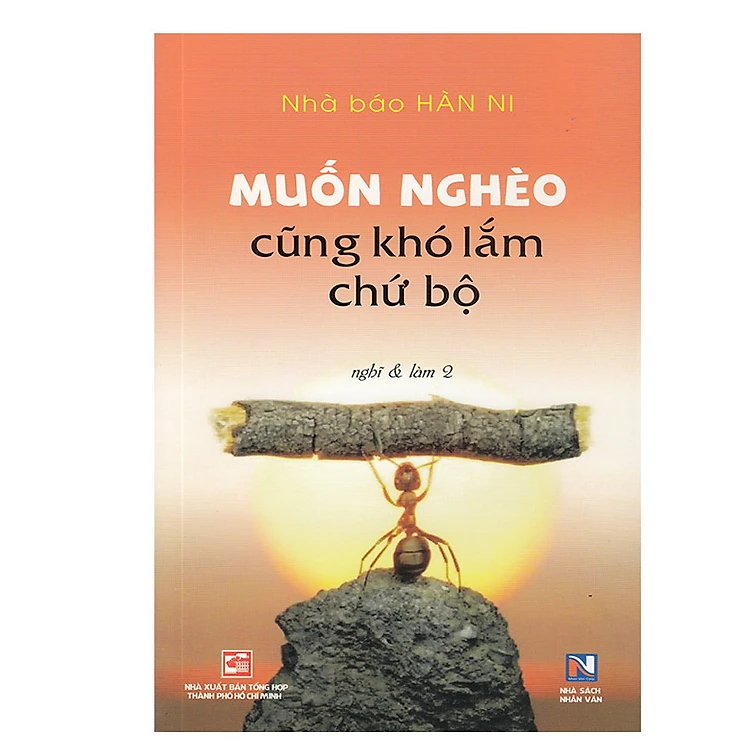 Nhà báo HÀN NI
MUỐN NGHÈO
cũng khó lắm
chứ bộ
nghĩ & làm 2
NHÀ XUẤT BẢN TỔNG HỢP
THÀNH PHỐ HỒ CHÍ MINH
NHÀ SÁCH
NHÂN VĂN